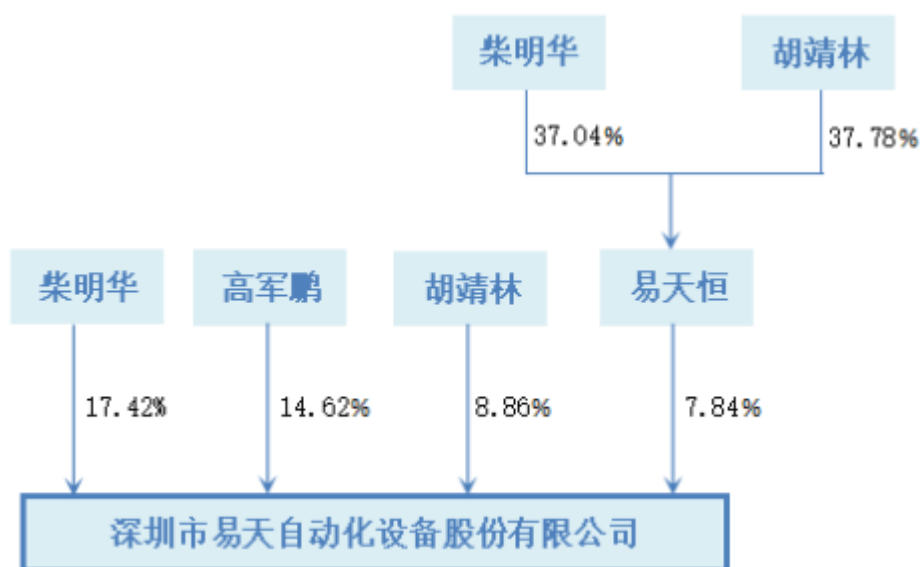 柴明华
胡靖林
37.04%
37.78%
柴明华
高军鹏
胡靖林
易天恒
17.42%
14.62%
8.86%
7.84%
深圳市易天自动化设备股份有限公司